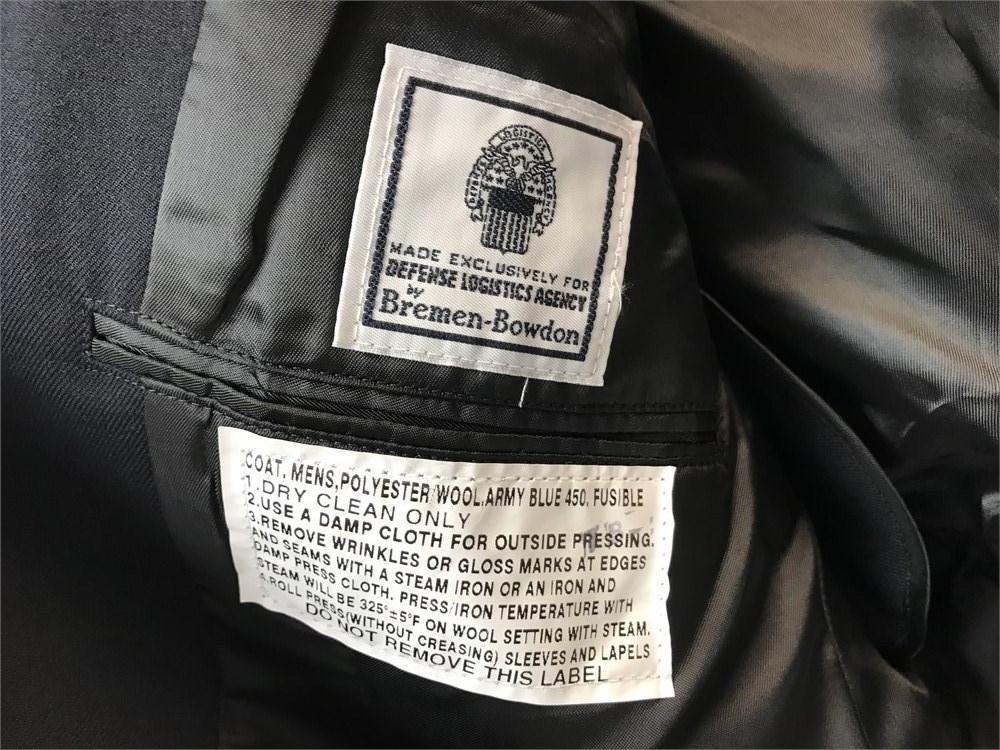 DEFENSE LOGISTICS AGENCY
MADE EXCLUSIVELY FOR
DEFENSE LOGISTICS AGENCY
by
Bremen-Bowdon
COAT, MENS,POLYESTER/WOOL,ARMY BLUE 450, FUSIBLE
1.DRY CLEAN ONLY
2.USE A DAMP CLOTH FOR OUTSIDE PRESSING.
3.REMOVE WRINKLES OR GLOSS MARKS AT EDGES
AND SEAMS WITH A STEAM IRON OR AN IRON AND
DAMP PRESS CLOTH. PRESS/IRON TEMPERATURE WITH
STEAM WILL BE 325°±5°F ON WOOL SETTING WITH STEAM.
4.ROLL PRESS(WITHOUT CREASING) SLEEVES AND LAPELS
DO NOT REMOVE THIS LABEL